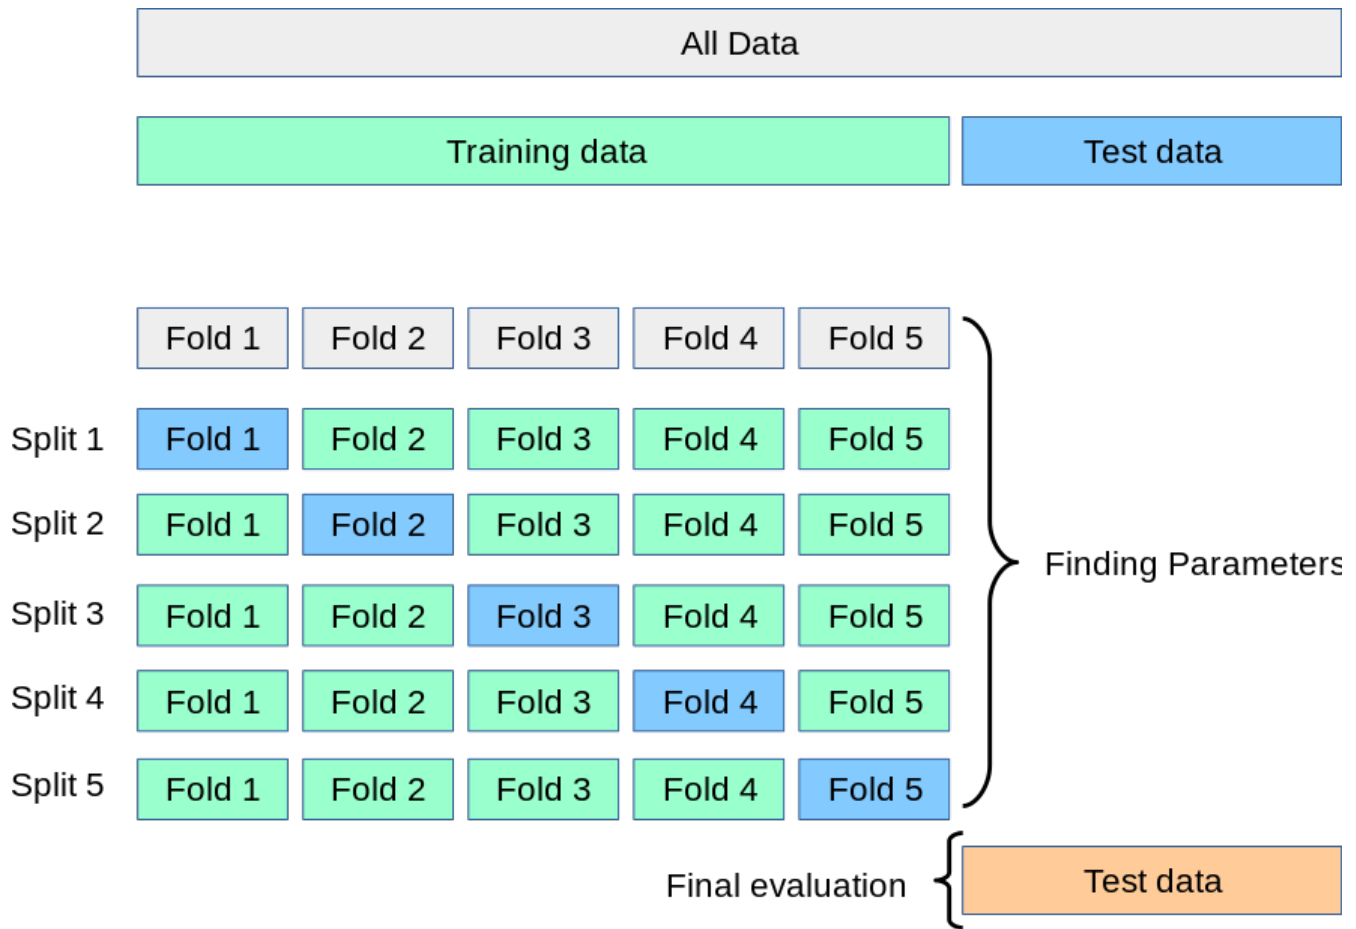 All Data
Training data Test data
Fold 1 Fold 2 Fold 3 Fold 4 Fold 5
Split 1 Fold 1 Fold 2 Fold 3 Fold 4 Fold 5
Split 2 Fold 1 Fold 2 Fold 3 Fold 4 Fold 5
Finding Parameters
Split 3 Fold 1 Fold 2 Fold 3 Fold 4 Fold 5
Split 4 Fold 1 Fold 2 Fold 3 Fold 4 Fold 5
Split 5 Fold 1 Fold 2 Fold 3 Fold 4 Fold 5
Final evaluation Test data